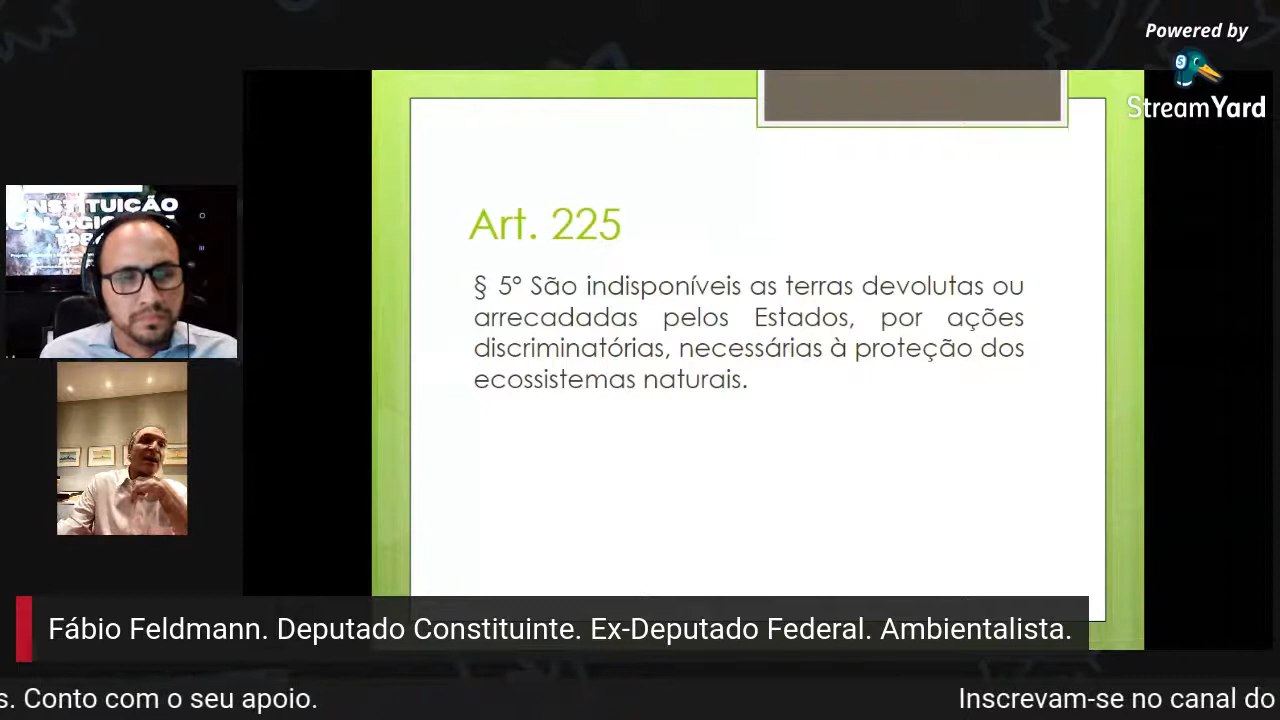 Powered by
StreamYard
Art. 225
§ 5º São indisponíveis as terras devolutas ou
arrecadadas pelos Estados, por ações
discriminatórias, necessárias à proteção dos
ecossistemas naturais.
Fábio Feldmann. Deputado Constituinte. Ex-Deputado Federal. Ambientalista.
s. Conto com o seu apoio.
Inscrevam-se no canal do